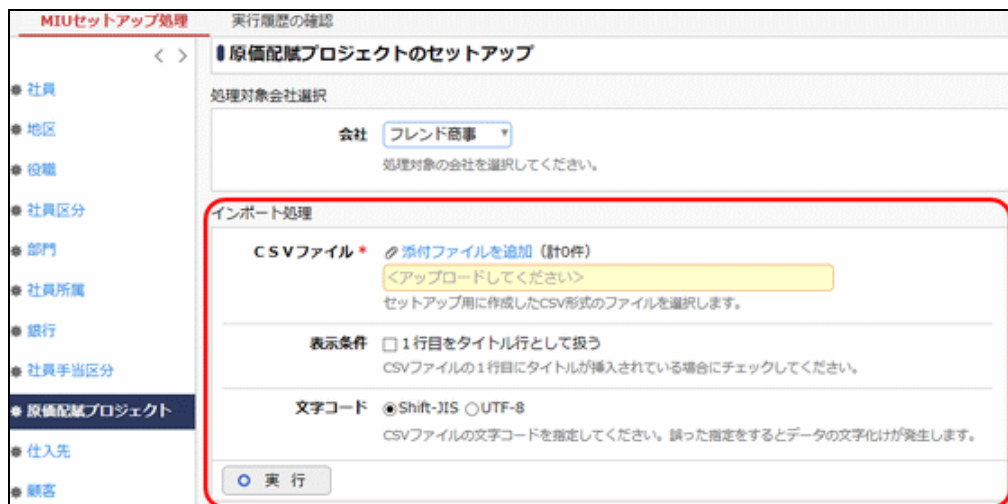 MIUセットアップ処理
実行履歴の確認
< >
社員
地区
役職
社員区分
部門
社員所属
銀行
社員手当区分
原価配賦プロジェクト
仕入先
顧客
原価配賦プロジェクトのセットアップ
処理対象会社選択
会社 フレンド商事
処理対象の会社を選択してください。
インポート処理
CSVファイル * 添付ファイルを追加 (計0件)
<アップロードしてください>
セットアップ用に作成したCSV形式のファイルを選択します。
表示条件 1行目をタイトル行として扱う
CSVファイルの1行目にタイトルが挿入されている場合にチェックしてください。
文字コード Shift-JIS UTF-8
CSVファイルの文字コードを指定してください。誤った指定をするとデータの文字化けが発生します。
実 行